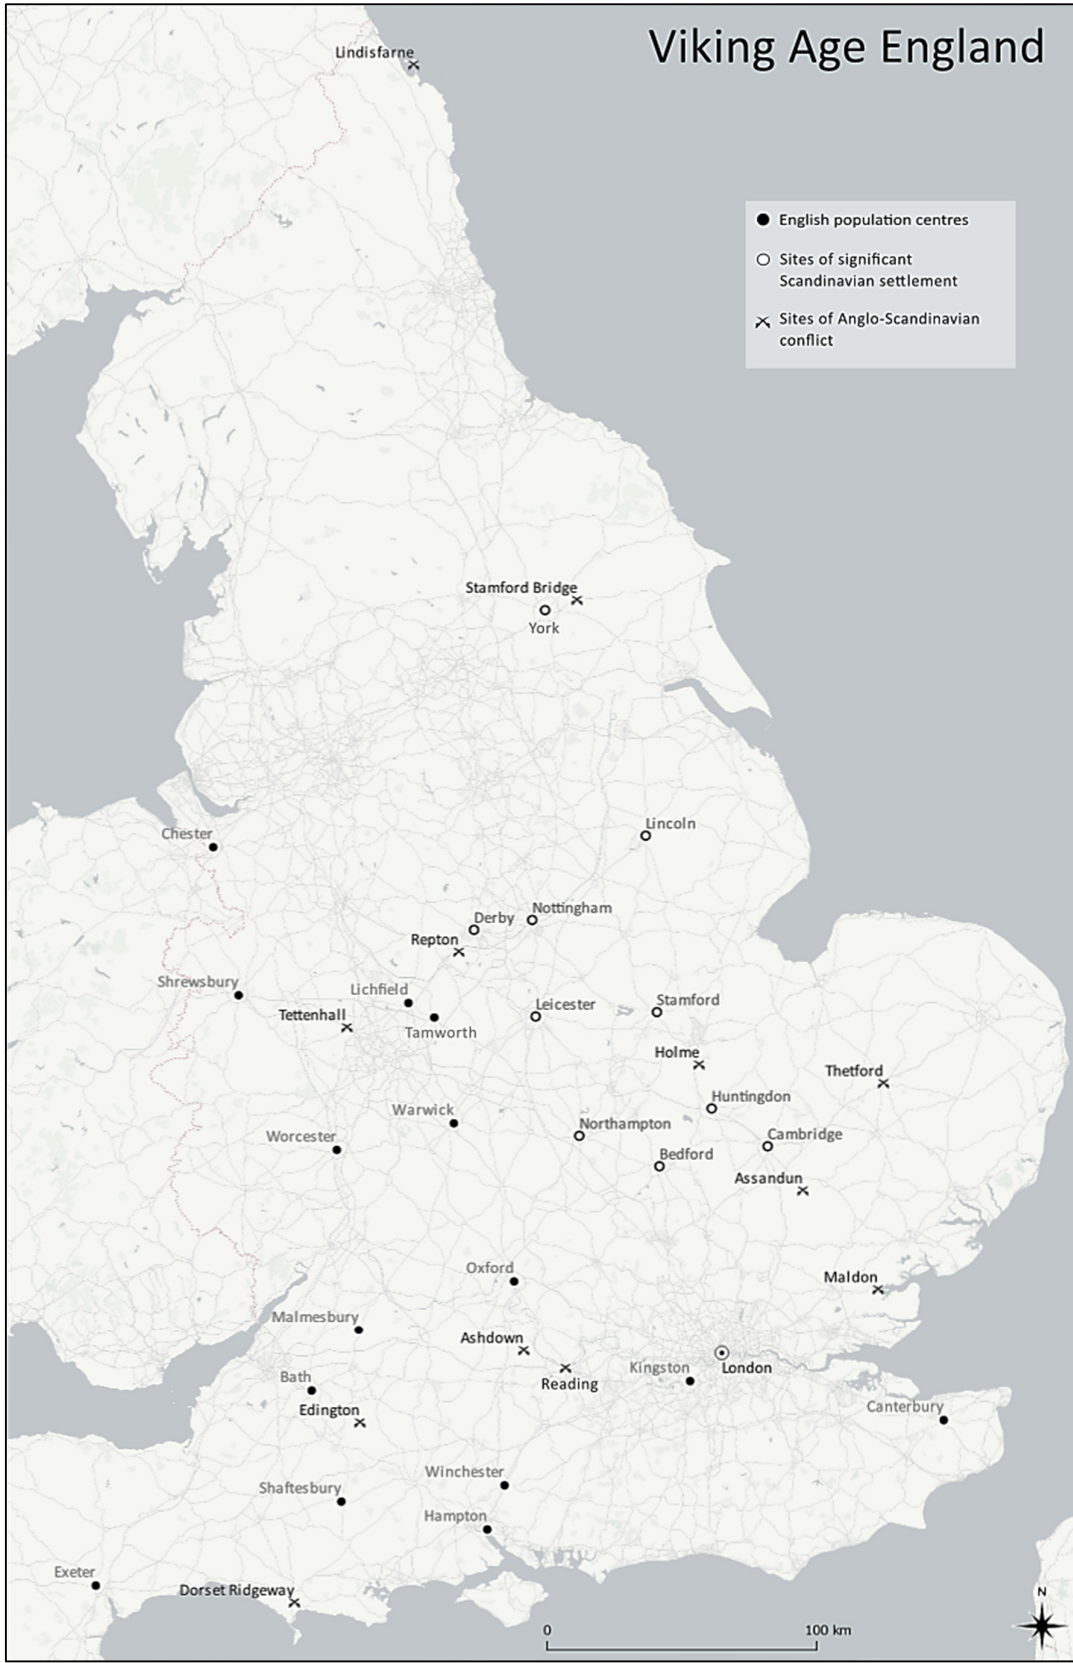 Viking Age England
Lindisfarne
English population centres
Sites of significant
Scandinavian settlement
Sites of Anglo-Scandinavian
conflict
Stamford Bridge
York
Lincoln
Chester
Nottingham
Derby
Repton
Shrewsbury
Lichfield
Stamford
Leicester
Tettenhall
Tamworth
Holme
Thetford
Huntingdon
Warwick
Northampton
Worcester
Cambridge
Bedford
Assandun
Oxford
Maldon
Malmesbury
Ashdown
Kingston
London
Bath
Reading
Canterbury
Edington
Winchester
Shaftesbury
Hampton
Exeter
Dorset Ridgeway
N
0
100 km